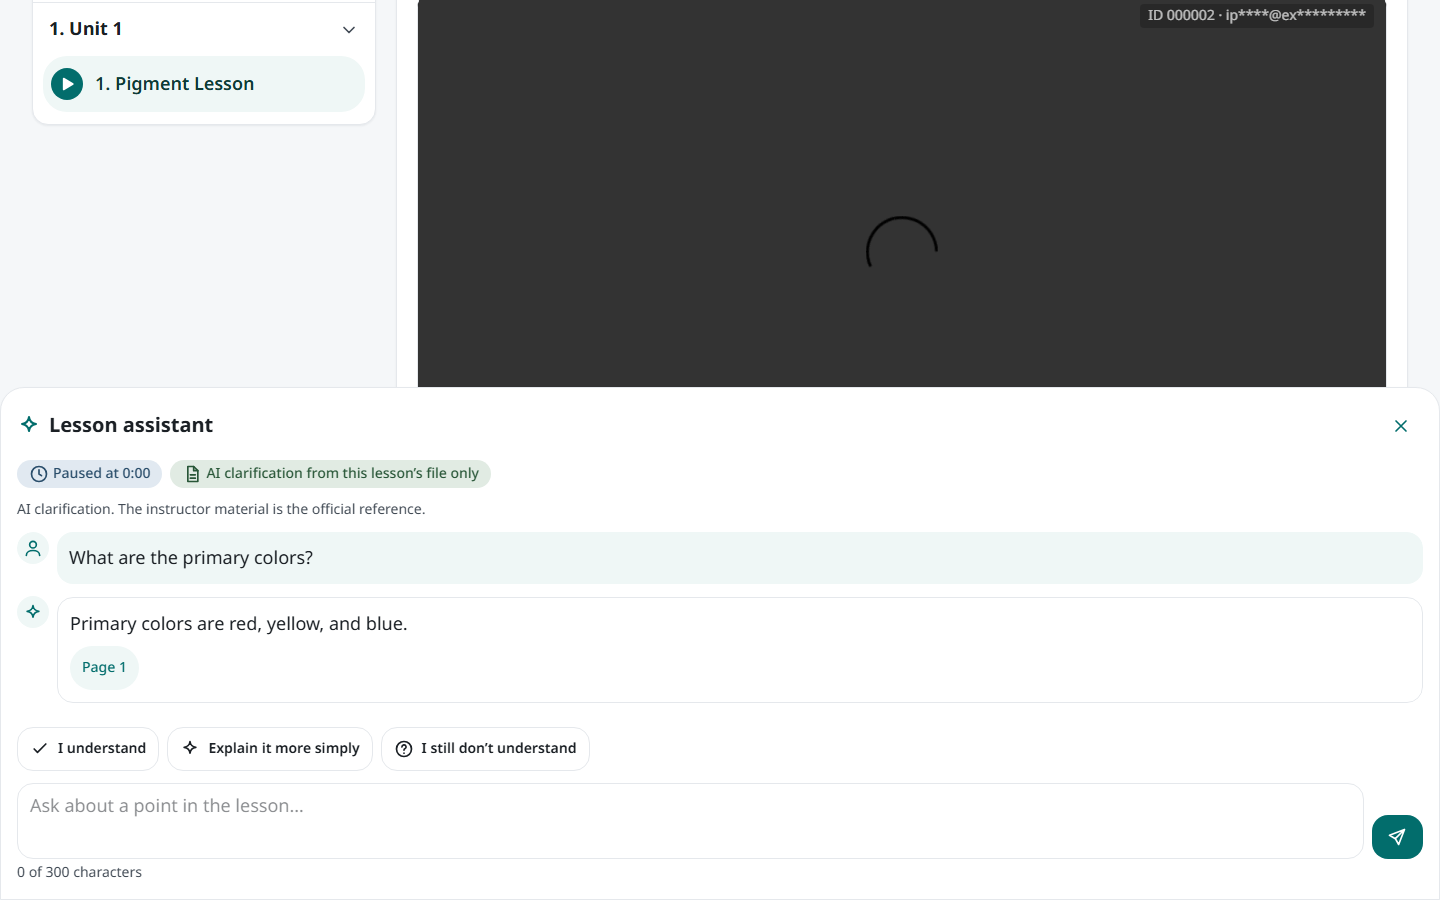 1. Unit 1
1. Pigment Lesson
ID 000002 · ip****@ex*********
Lesson assistant
Paused at 0:00
AI clarification from this lesson’s file only
AI clarification. The instructor material is the official reference.
What are the primary colors?
Primary colors are red, yellow, and blue.
Page 1
I understand
Explain it more simply
I still don’t understand
Ask about a point in the lesson...
0 of 300 characters